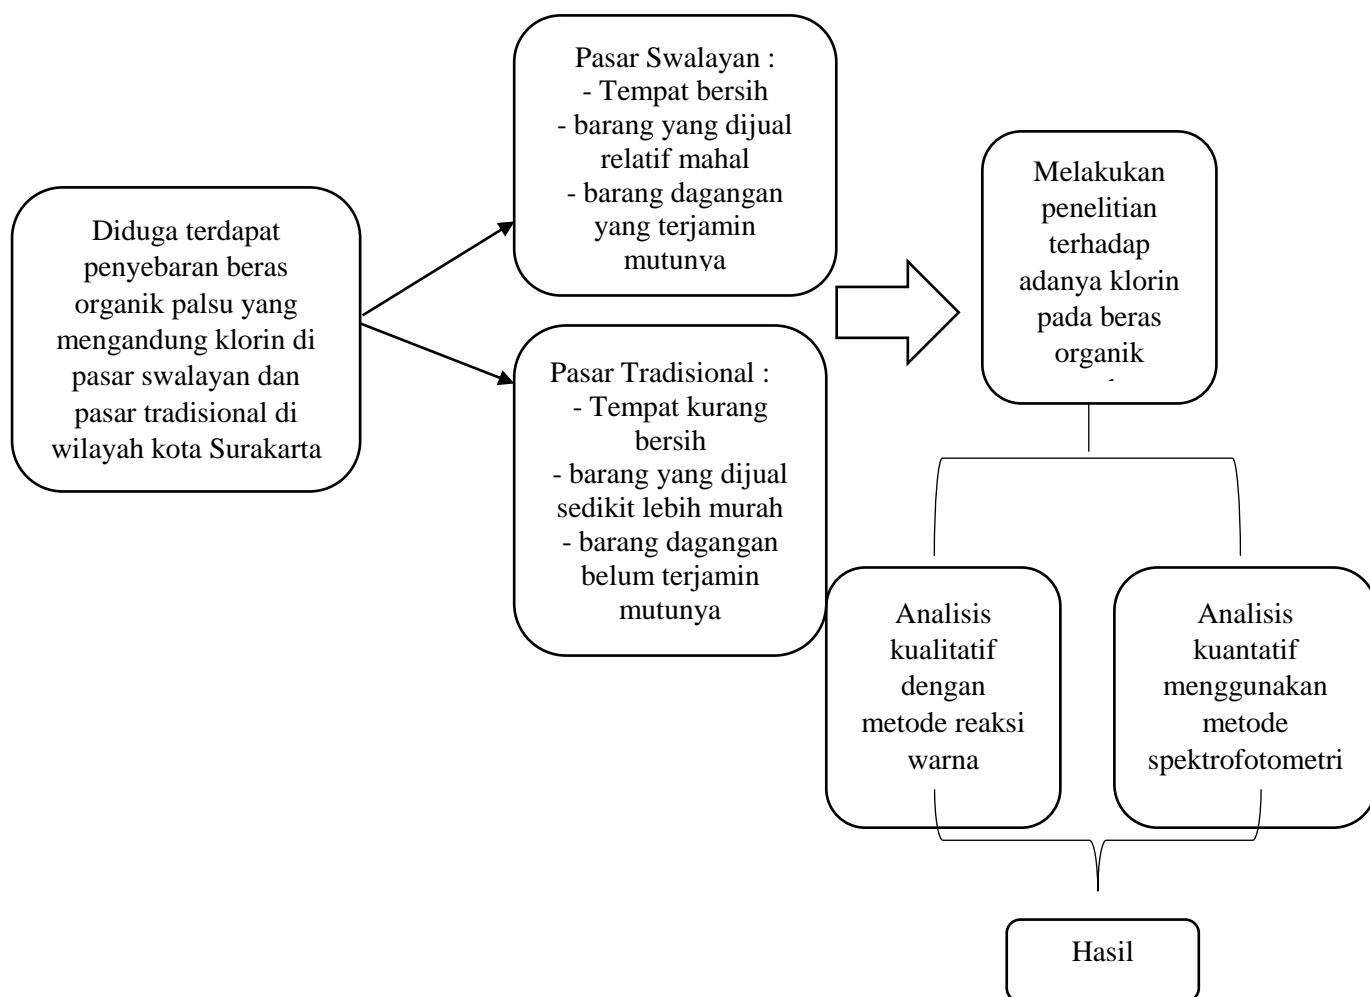 Diduga terdapat
penyebaran beras
organik palsu yang
mengandung klorin di
pasar swalayan dan
pasar tradisional di
wilayah kota Surakarta
Pasar Swalayan :
- Tempat bersih
- barang yang dijual
relatif mahal
- barang dagangan
yang terjamin
mutunya
Pasar Tradisional :
- Tempat kurang
bersih
- barang yang dijual
sedikit lebih murah
- barang dagangan
belum terjamin
mutunya
Melakukan
penelitian
terhadap
adanya klorin
pada beras
organik
Analisis
kualitatif
dengan
metode reaksi
warna
Analisis
kuantatif
menggunakan
metode
spektrofotometri
Hasil